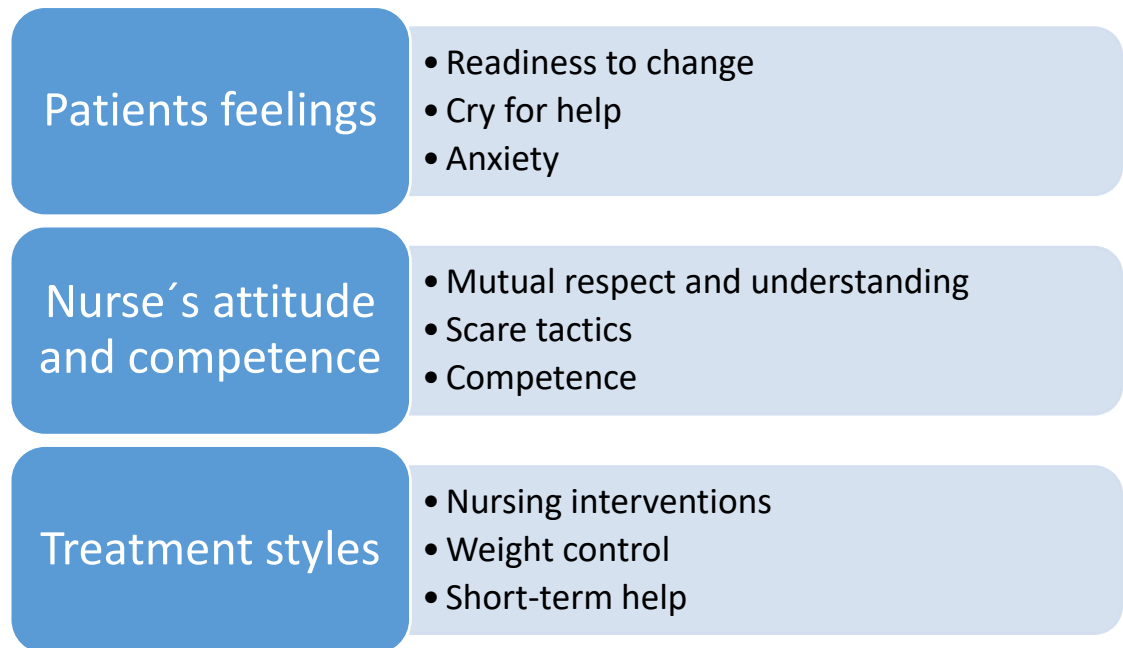 Patients feelings
• Readiness to change
• Cry for help
• Anxiety
Nurse´s attitude
and competence
• Mutual respect and understanding
• Scare tactics
• Competence
Treatment styles
• Nursing interventions
• Weight control
• Short-term help